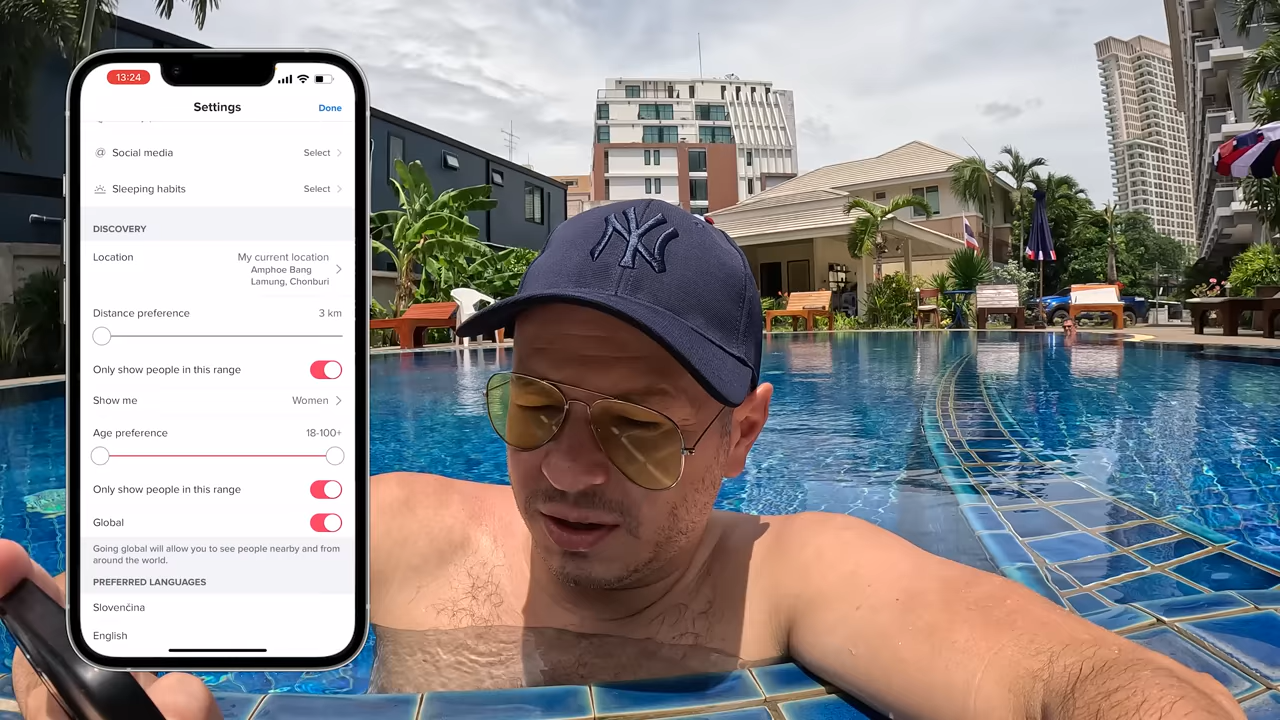 13:24
Settings
Done
Social media
Select
Sleeping habits
Select
DISCOVERY
Location
My current location
Amphoe Bang
Lamung, Chonburi
Distance preference
3 km
Only show people in this range
Show me
Women
Age preference
18-100+
Only show people in this range
Global
Going global will allow you to see people nearby and from
around the world.
PREFERRED LANGUAGES
Slovenčina
English
NY